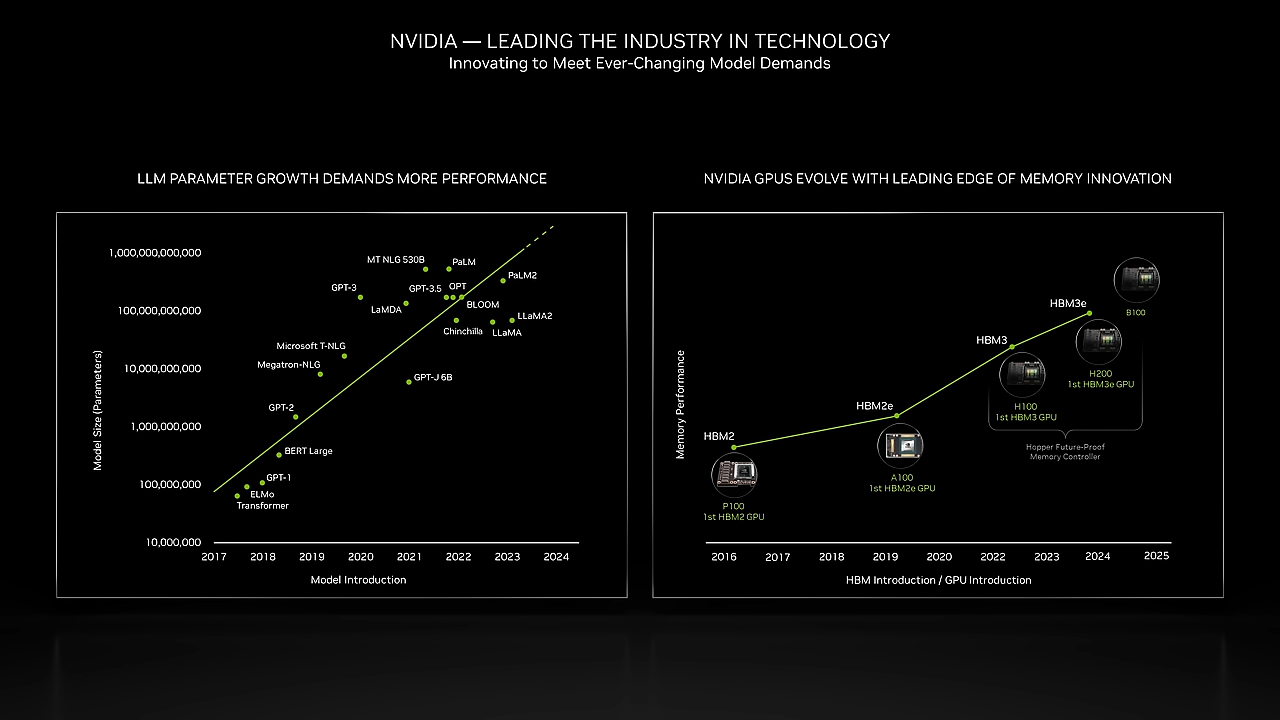 NVIDIA — LEADING THE INDUSTRY IN TECHNOLOGY
Innovating to Meet Ever-Changing Model Demands
LLM PARAMETER GROWTH DEMANDS MORE PERFORMANCE
Model Size (Parameters)
1,000,000,000,000
100,000,000,000
10,000,000,000
1,000,000,000
100,000,000
10,000,000
MT NLG 530B
PaLM
PaLM2
GPT-3
GPT-3.5
OPT
LaMDA
BLOOM
LLaMA2
Chinchilla
LLaMA
Microsoft T-NLG
Megatron-NLG
GPT-J 6B
GPT-2
BERT Large
GPT-1
ELMo
Transformer
2017 2018 2019 2020 2021 2022 2023 2024
Model Introduction
NVIDIA GPUS EVOLVE WITH LEADING EDGE OF MEMORY INNOVATION
Memory Performance
HBM3e
B100
HBM3
H200
1st HBM3e GPU
HBM2e
H100
1st HBM3 GPU
HBM2
Hopper Future-Proof
Memory Controller
A100
1st HBM2e GPU
P100
1st HBM2 GPU
2016 2017 2018 2019 2020 2022 2023 2024 2025
HBM Introduction / GPU Introduction